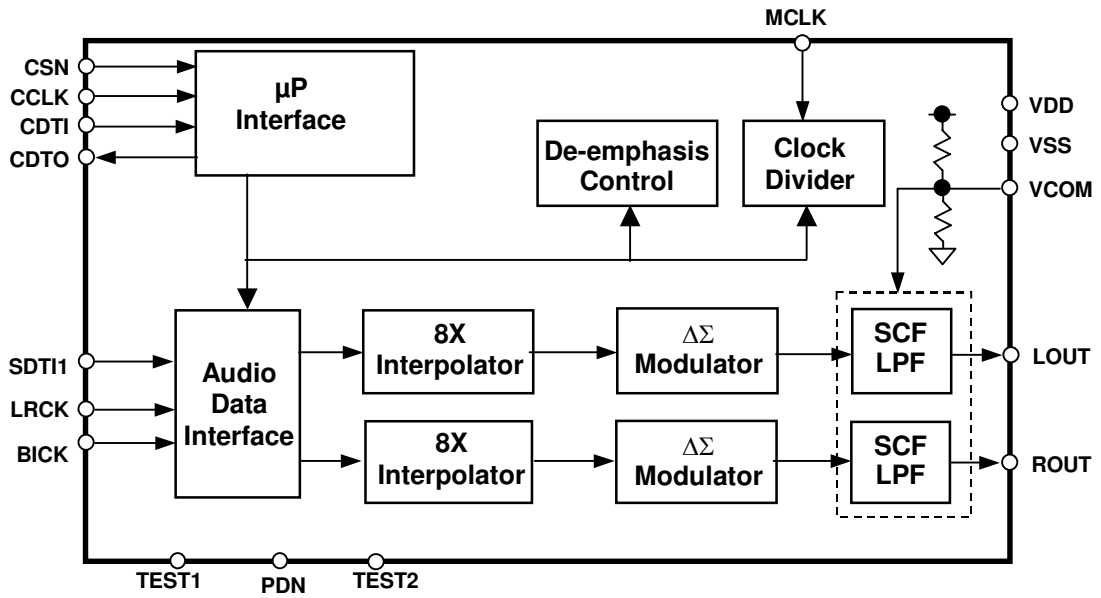 MCLK
CSN
CCLK
CDTI
CDTO
µP
Interface
De-emphasis
Control
Clock
Divider
VDD
VSS
VCOM
SDTI1
LRCK
BICK
Audio
Data
Interface
8X
Interpolator
ΔΣ
Modulator
SCF
LPF
LOUT
8X
Interpolator
ΔΣ
Modulator
SCF
LPF
ROUT
TEST1
PDN
TEST2